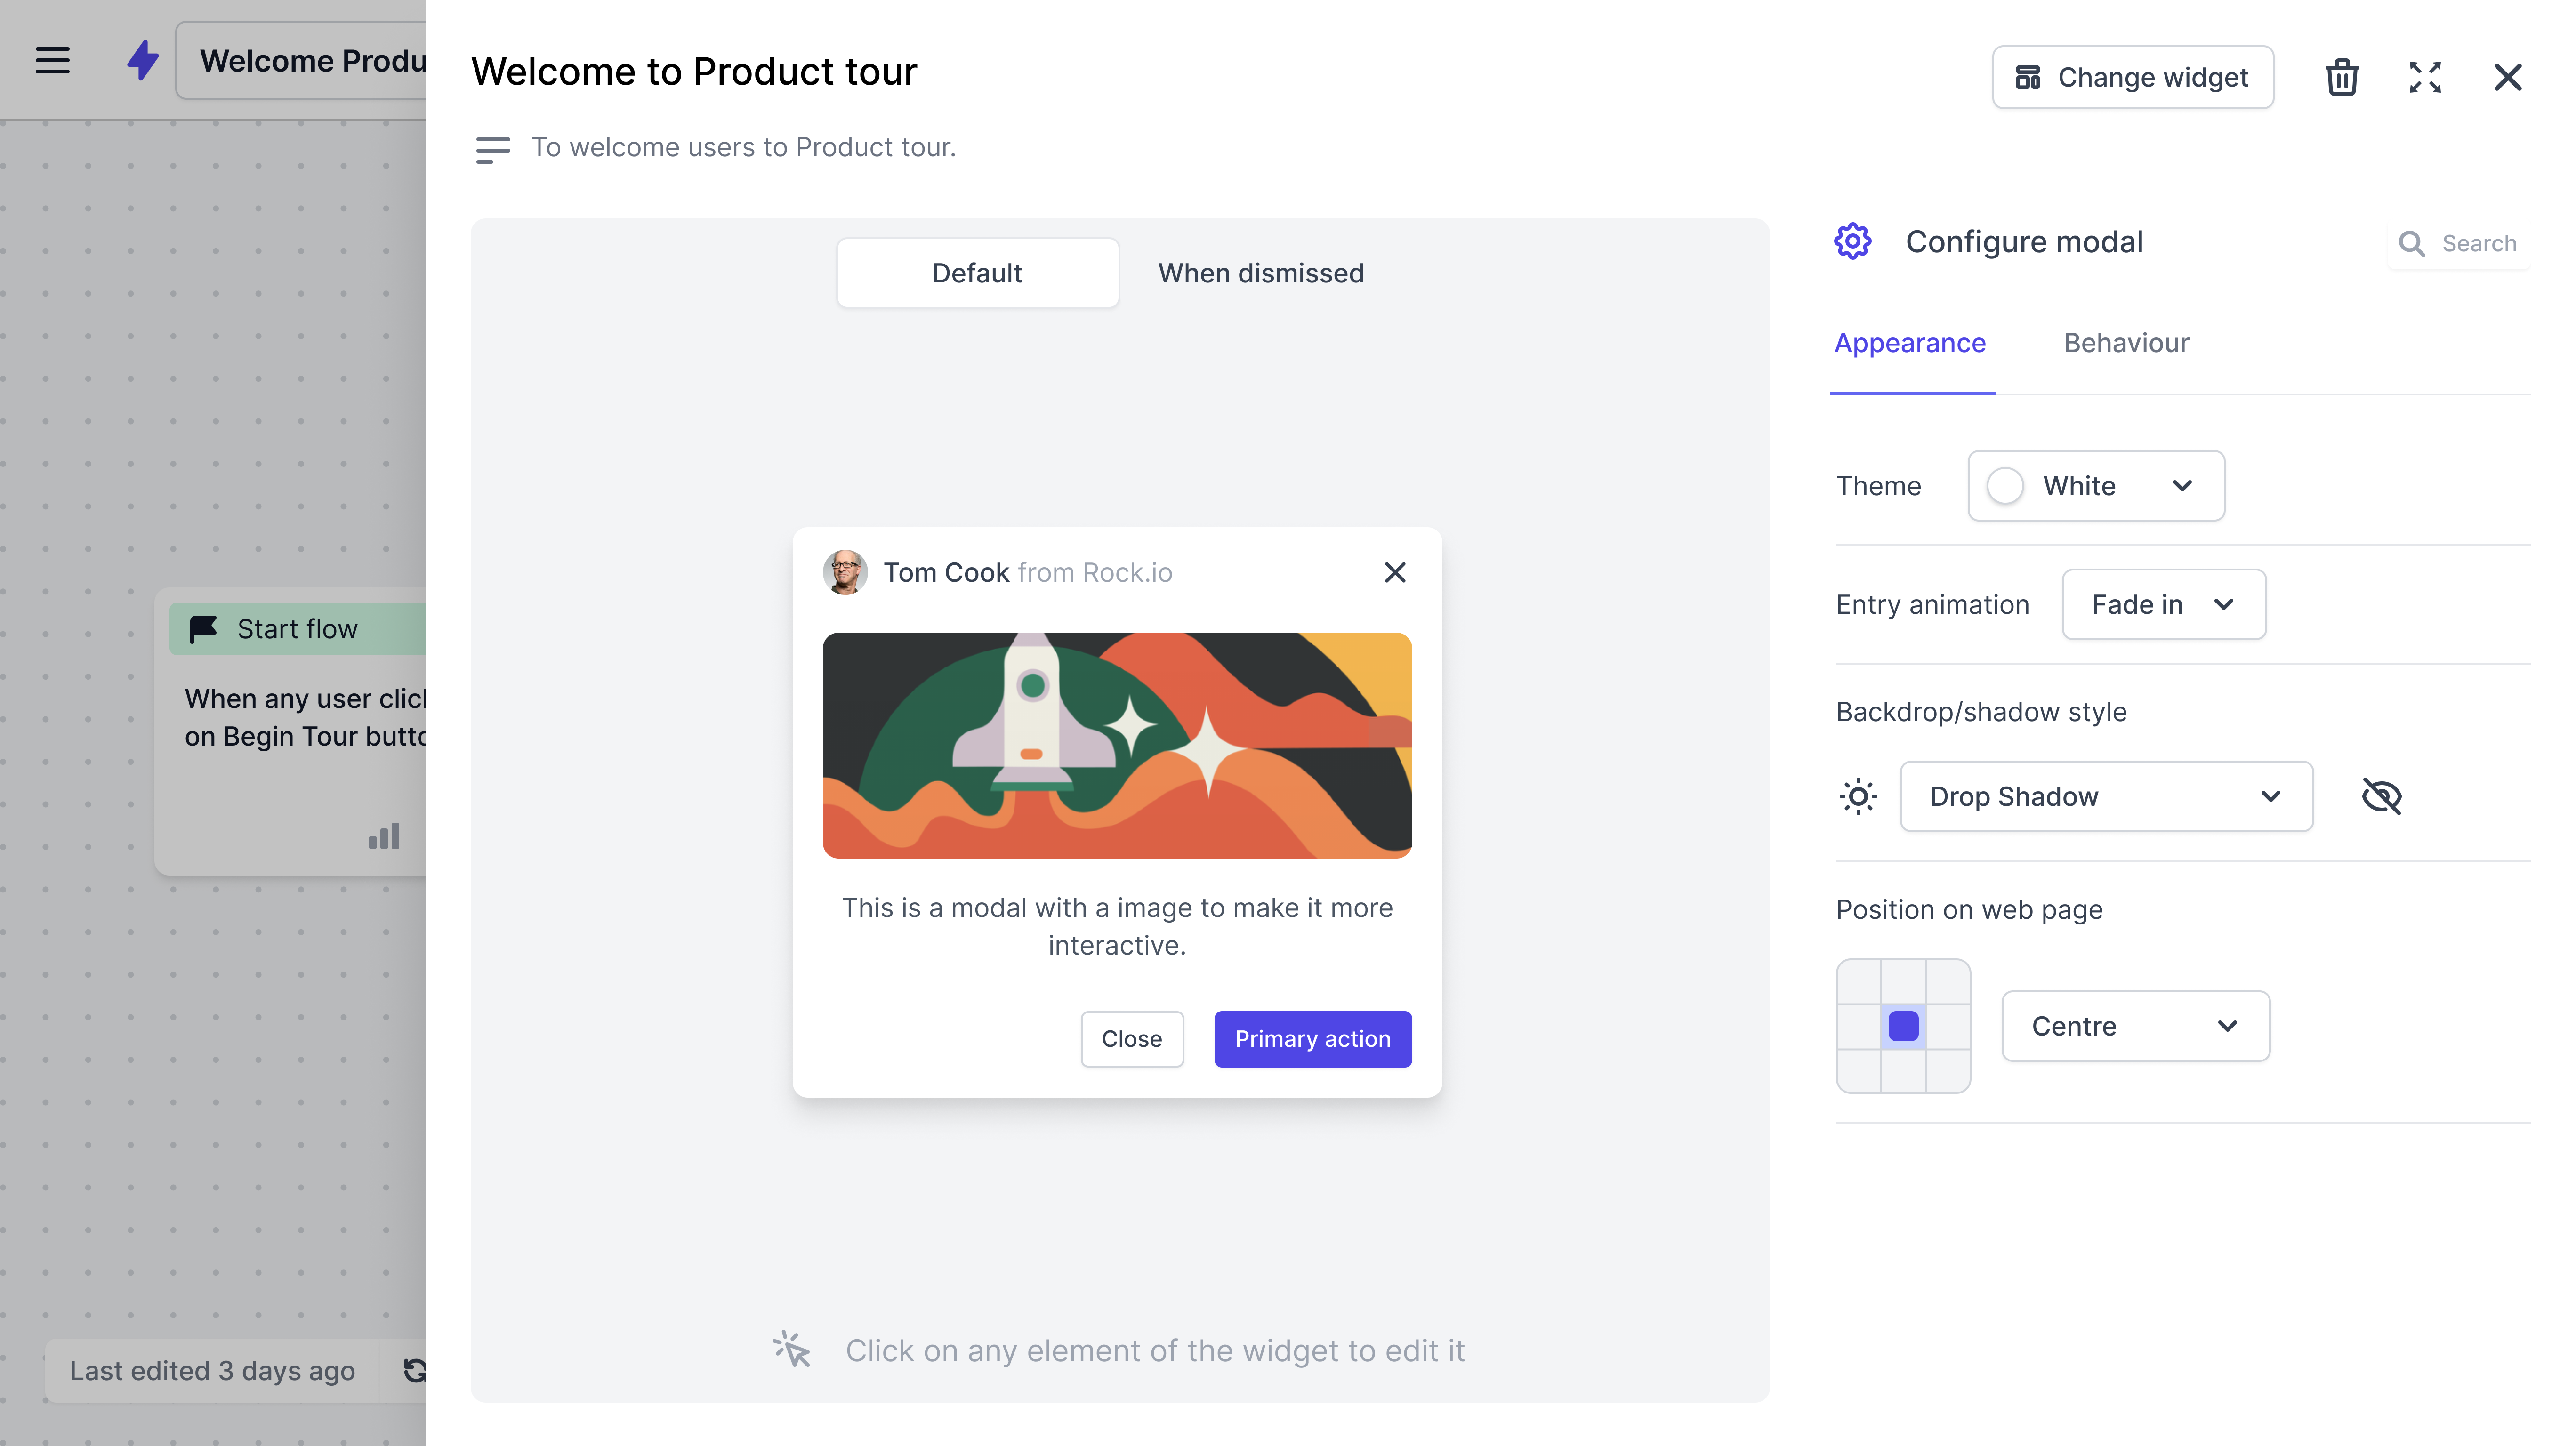 Welcome Produ
Welcome to Product tour
Change widget
To welcome users to Product tour.
Default
When dismissed
Configure modal
Search
Appearance
Behaviour
Theme
White
Entry animation
Fade in
Backdrop/shadow style
Drop Shadow
Position on web page
Centre
Start flow
When any user clic
on Begin Tour butto
Tom Cook from Rock.io
This is a modal with a image to make it more
interactive.
Close
Primary action
Click on any element of the widget to edit it
Last edited 3 days ago